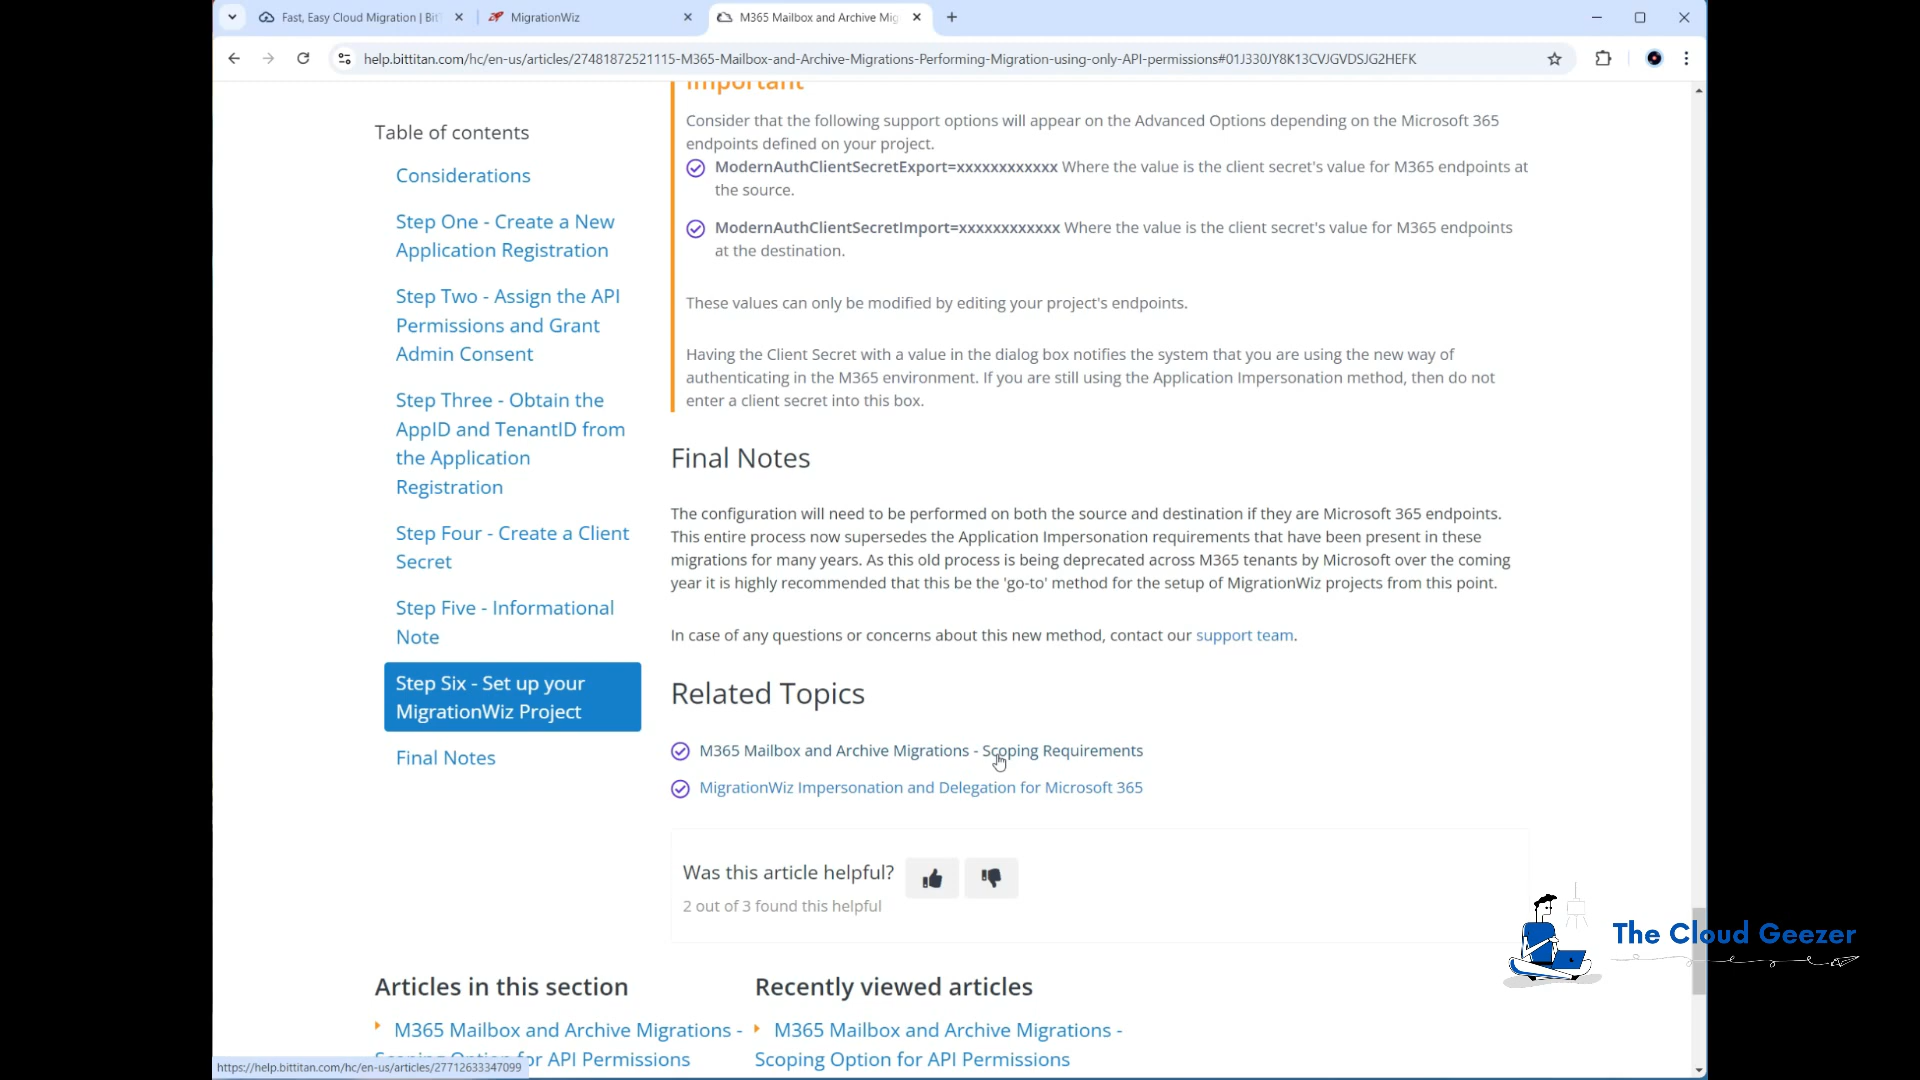 Fast, Easy Cloud Migration | Bit
MigrationWiz
M365 Mailbox and Archive Mig
help.bittitan.com/hc/en-us/articles/27481872521115-M365-Mailbox-and-Archive-Migrations-Performing-Migration-using-only-API-permissions#01J330JY8K13CVJGVDSJG2HEFK
Important
Table of contents
Considerations
Step One - Create a New
Application Registration
Step Two - Assign the API
Permissions and Grant
Admin Consent
Step Three - Obtain the
AppID and TenantID from
the Application
Registration
Step Four - Create a Client
Secret
Step Five - Informational
Note
Step Six - Set up your
MigrationWiz Project
Final Notes
Consider that the following support options will appear on the Advanced Options depending on the Microsoft 365
endpoints defined on your project.
ModernAuthClientSecretExport=xxxxxxxxxxxx Where the value is the client secret's value for M365 endpoints at
the source.
ModernAuthClientSecretImport=xxxxxxxxxxxx Where the value is the client secret's value for M365 endpoints
at the destination.
These values can only be modified by editing your project's endpoints.
Having the Client Secret with a value in the dialog box notifies the system that you are using the new way of
authenticating in the M365 environment. If you are still using the Application Impersonation method, then do not
enter a client secret into this box.
Final Notes
The configuration will need to be performed on both the source and destination if they are Microsoft 365 endpoints.
This entire process now supersedes the Application Impersonation requirements that have been present in these
migrations for many years. As this old process is being deprecated across M365 tenants by Microsoft over the coming
year it is highly recommended that this be the 'go-to' method for the setup of MigrationWiz projects from this point.
In case of any questions or concerns about this new method, contact our support team.
Related Topics
M365 Mailbox and Archive Migrations - Scoping Requirements
MigrationWiz Impersonation and Delegation for Microsoft 365
Was this article helpful?
2 out of 3 found this helpful
The Cloud Geezer
Articles in this section
M365 Mailbox and Archive Migrations -
Scoping Option for API Permissions
Recently viewed articles
M365 Mailbox and Archive Migrations -
Scoping Option for API Permissions
https://help.bittitan.com/hc/en-us/articles/27712633347099